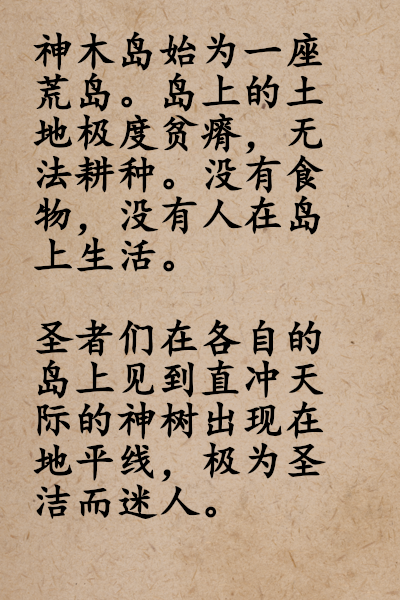 神木岛始为一座
荒岛。岛上的土
地极度贫瘠，无
法耕种。没有食
物，没有人在岛
上生活。
圣者们在各自的
岛上见到直冲天
际的神树出现在
地平线，极为圣
洁而迷人。